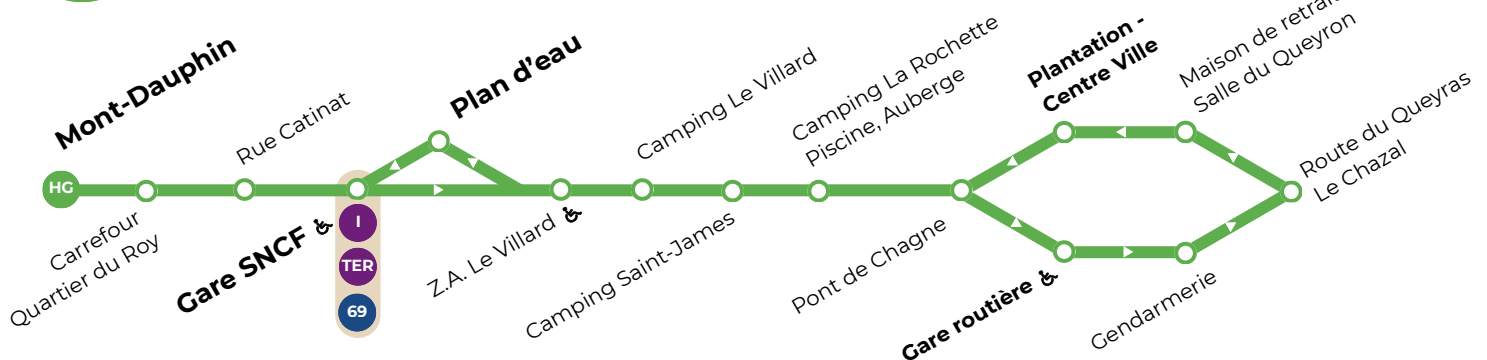 Mont-Dauphin
HG
Carrefour
Quartier du Roy
Rue Catinat
Gare SNCF
I
TER
69
Plan d'eau
Z.A. Le Villard
Camping Le Villard
Camping Saint-James
Camping La Rochette
Piscine, Auberge
Pont de Chagne
Plantation -
Centre Ville
Gare routière
Maison de
Salle du Queyron
Gendarmerie
Route du Queyras
Le Chazal